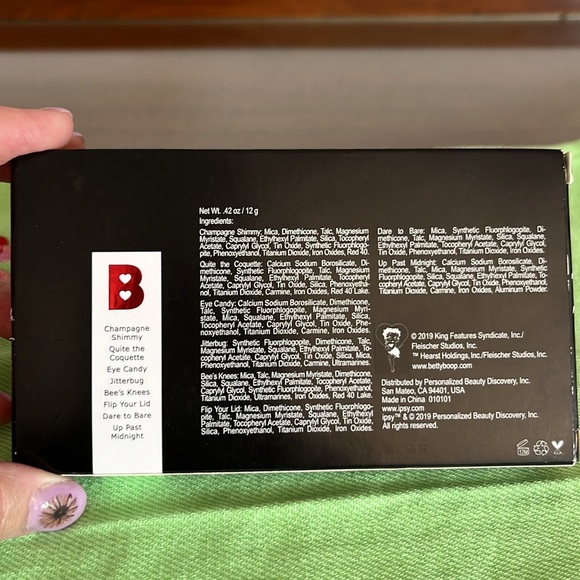 B
Champagne
Shimmy
Quite the
Coquette
Eye Candy
Jitterbug
Bee's Knees
Flip Your Lid
Dare to Bare
Up Past
Midnight
Net Wt. .42 oz / 12 g
Ingredients:
Champagne Shimmy: Mica, Dimethicone, Talc, Magnesium
Myristate, Squalane, Ethylhexyl Palmitate, Silica, Tocopheryl
Acetate, Caprylyl Glycol, Tin Oxide, Synthetic Fluorphlogo-
pite, Phenoxyethanol, Titanium Dioxide, Iron Oxides, Red 40.
Quite the Coquette: Calcium Sodium Borosilicate, Di-
methicone, Synthetic Fluorphlogopite, Talc, Magnesium
Myristate, Mica, Squalane, Ethylhexyl Palmitate, Tocopheryl
Acetate, Caprylyl Glycol, Tin Oxide, Silica, Phenoxyetha-
nol, Titanium Dioxide, Carmine, Iron Oxides, Red 40 Lake.
Eye Candy: Calcium Sodium Borosilicate, Dimethicone,
Talc, Synthetic Fluorphlogopite, Magnesium Myri-
state, Mica, Squalane, Ethylhexyl Palmitate, Silica,
Tocopheryl Acetate, Caprylyl Glycol, Tin Oxide, Phe-
noxyethanol, Titanium Dioxide, Carmine, Iron Oxides.
Jitterbug: Synthetic Fluorphlogopite, Dimethicone, Talc,
Magnesium Myristate, Squalane, Ethylhexyl Palmitate, To-
copheryl Acetate, Caprylyl Glycol, Tin Oxide, Silica, Mica,
Phenoxyethanol, Titanium Dioxide, Carmine, Ultramarines.
Bee's Knees: Mica, Talc, Magnesium Myristate, Dimethicone,
Silica, Squalane, Ethylhexyl Palmitate, Tocopheryl Acetate,
Caprylyl Glycol, Synthetic Fluorphlogopite, Phenoxyethanol,
Titanium Dioxide, Ultramarines, Iron Oxides, Red 40 Lake.
Flip Your Lid: Mica, Dimethicone, Synthetic Fluorphlogo-
pite, Talc, Magnesium Myristate, Squalane, Ethylhexyl
Palmitate, Tocopheryl Acetate, Caprylyl Glycol, Tin Oxide,
Silica, Phenoxyethanol, Titanium Dioxide, Iron Oxides.
Dare to Bare: Mica, Synthetic Fluorphlogopite, Di-
methicone, Talc, Magnesium Myristate, Silica, Squalane,
Ethylhexyl Palmitate, Tocopheryl Acetate, Caprylyl Glycol,
Tin Oxide, Phenoxyethanol, Titanium Dioxide, Iron Oxides.
Up Past Midnight: Calcium Sodium Borosilicate, Di-
methicone, Talc, Mica, Magnesium Myristate, Synthetic
Fluorphlogopite, Squalane, Silica, Ethylhexyl Palmitate,
Tocopheryl Acetate, Caprylyl Glycol, Tin Oxide, Phenoxyethanol,
Titanium Dioxide, Carmine, Iron Oxides, Aluminum Powder.
© 2019 King Features Syndicate, Inc./
Fleischer Studios, Inc.
™ Hearst Holdings, Inc./Fleischer Studios, Inc.
www.bettyboop.com
Distributed by Personalized Beauty Discovery, Inc.
San Mateo, CA 94401. USA
Made in China 010101
www.ipsy.com
ipsy™ & © 2019 Personalized Beauty Discovery, Inc.
All rights reserved.
12M